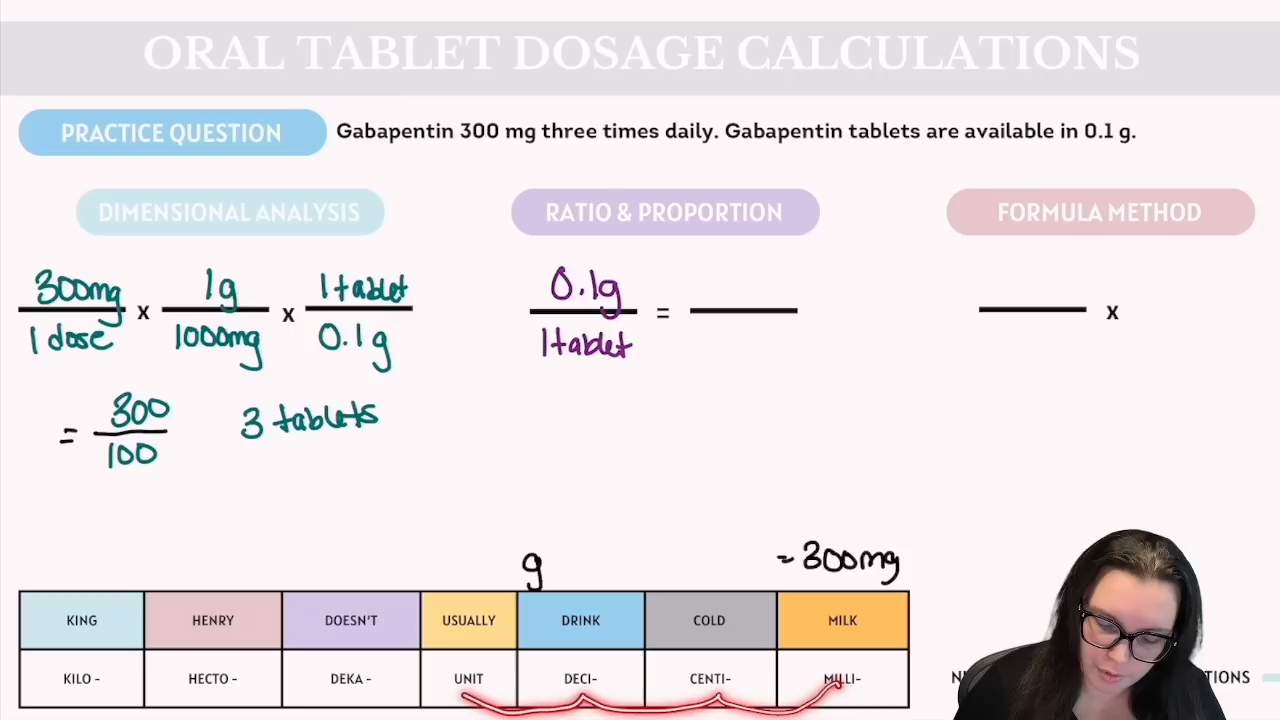 ORAL TABLET DOSAGE CALCULATIONS
PRACTICE QUESTION Gabapentin 300 mg three times daily. Gabapentin tablets are available in 0.1 g.
DIMENSIONAL ANALYSIS
300mg x 1g x 1 tablet
1 dose 1000mg 0.1g
= 300
100
3 tablets
RATIO & PROPORTION
0.1g =
1 tablet
FORMULA METHOD
x
g = 300mg
KING HENRY DOESN'T USUALLY DRINK COLD MILK
KILO - HECTO - DEKA - UNIT DECI- CENTI- MILLI-